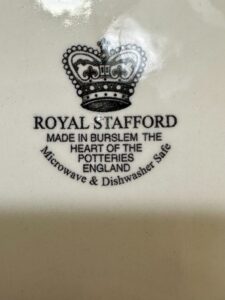 ROYAL STAFFORD
MADE IN BURSLEM THE
HEART OF THE
POTTERIES
ENGLAND
Microwave & Dishwasher Safe